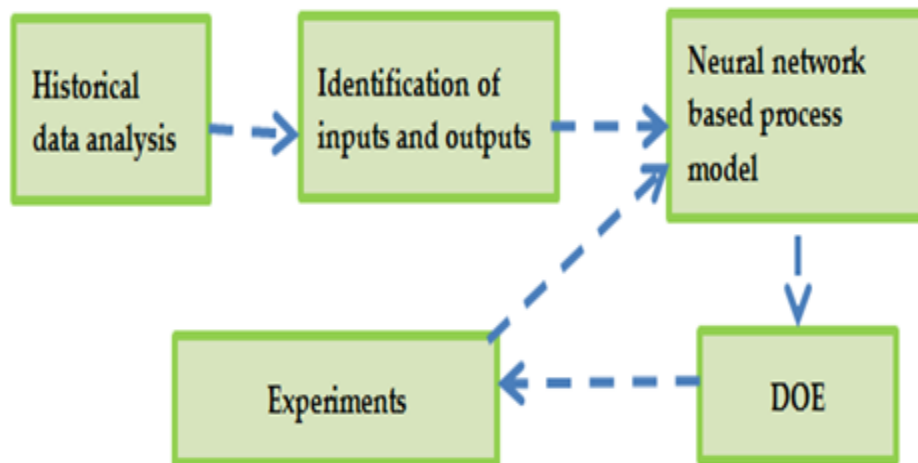 Historical
data analysis
Identification of
inputs and outputs
Neural network
based process
model
Experiments
DOE